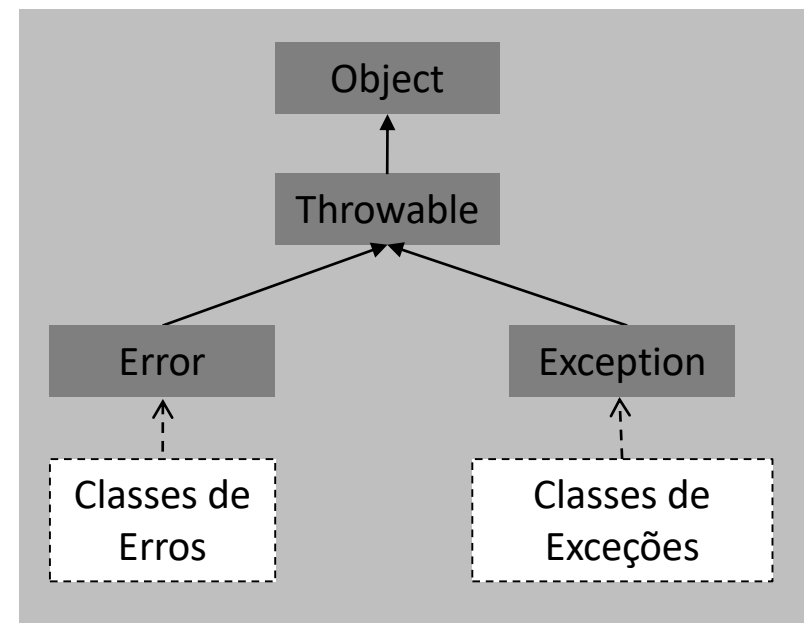 Object
Throwable
Error
Exception
Classes de
Erros
Classes de
Exceções